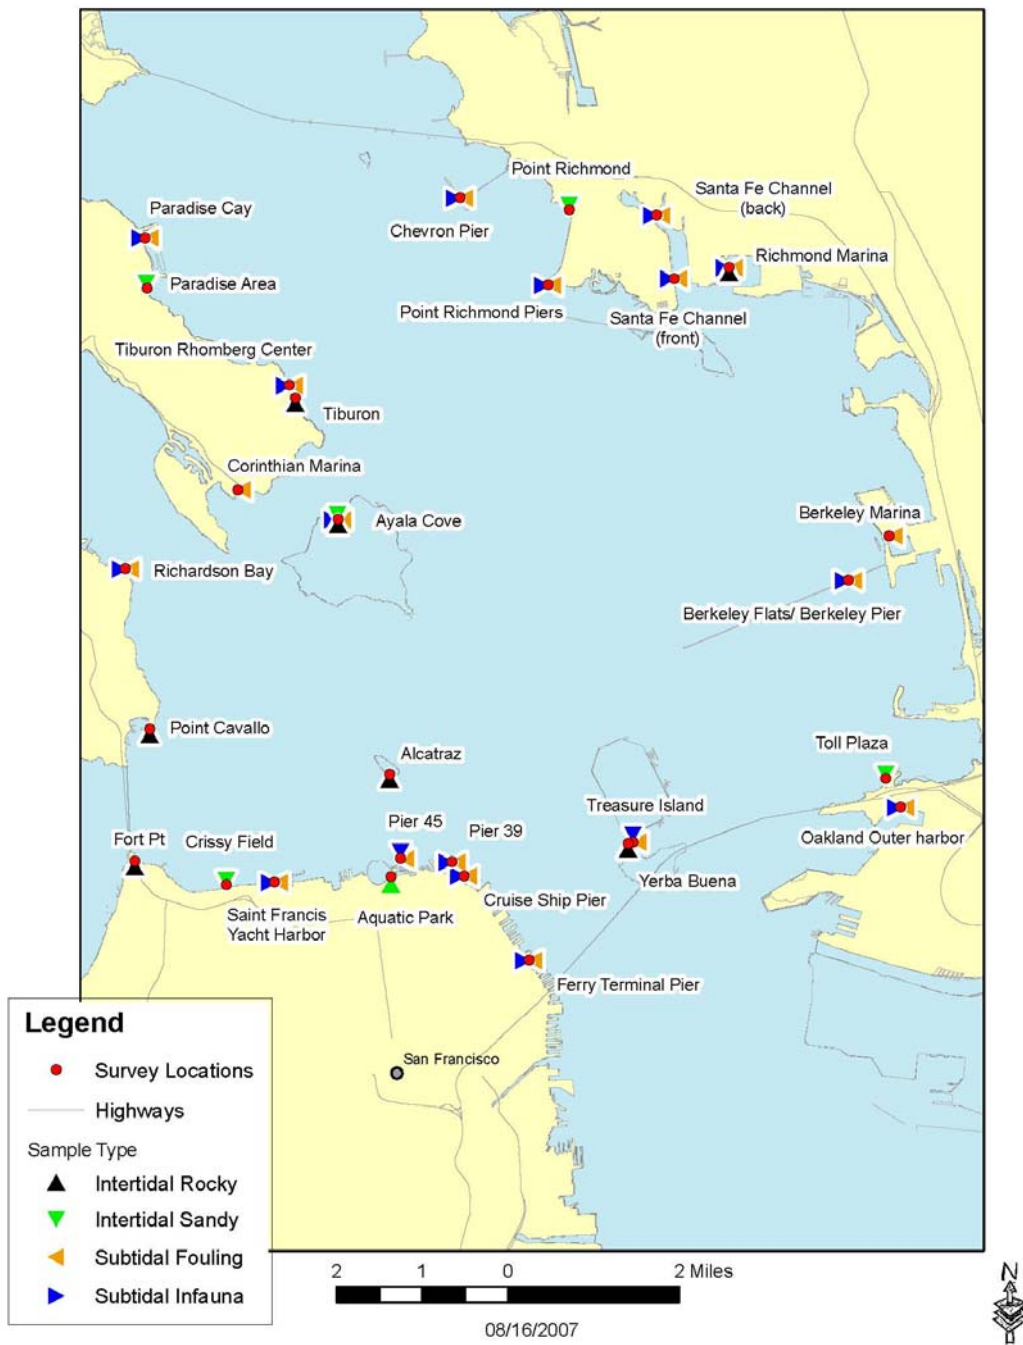 Point Richmond
Santa Fe Channel
(back)
Paradise Cay
Chevron Pier
Richmond Marina
Paradise Area
Point Richmond Piers
Santa Fe Channel
(front)
Tiburon Rhomberg Center
Tiburon
Corinthian Marina
Ayala Cove
Berkeley Marina
Richardson Bay
Berkeley Flats/ Berkeley Pier
Point Cavallo
Alcatraz
Toll Plaza
Treasure Island
Pier 45
Pier 39
Fort Pt
Crissy Field
Oakland Outer harbor
Yerba Buena
Cruise Ship Pier
Saint Francis
Yacht Harbor
Aquatic Park
Ferry Terminal Pier
San Francisco
Legend
Survey Locations
Highways
Sample Type
Intertidal Rocky
Intertidal Sandy
Subtidal Fouling
Subtidal Infauna
2 1 0 2 Miles
08/16/2007
N